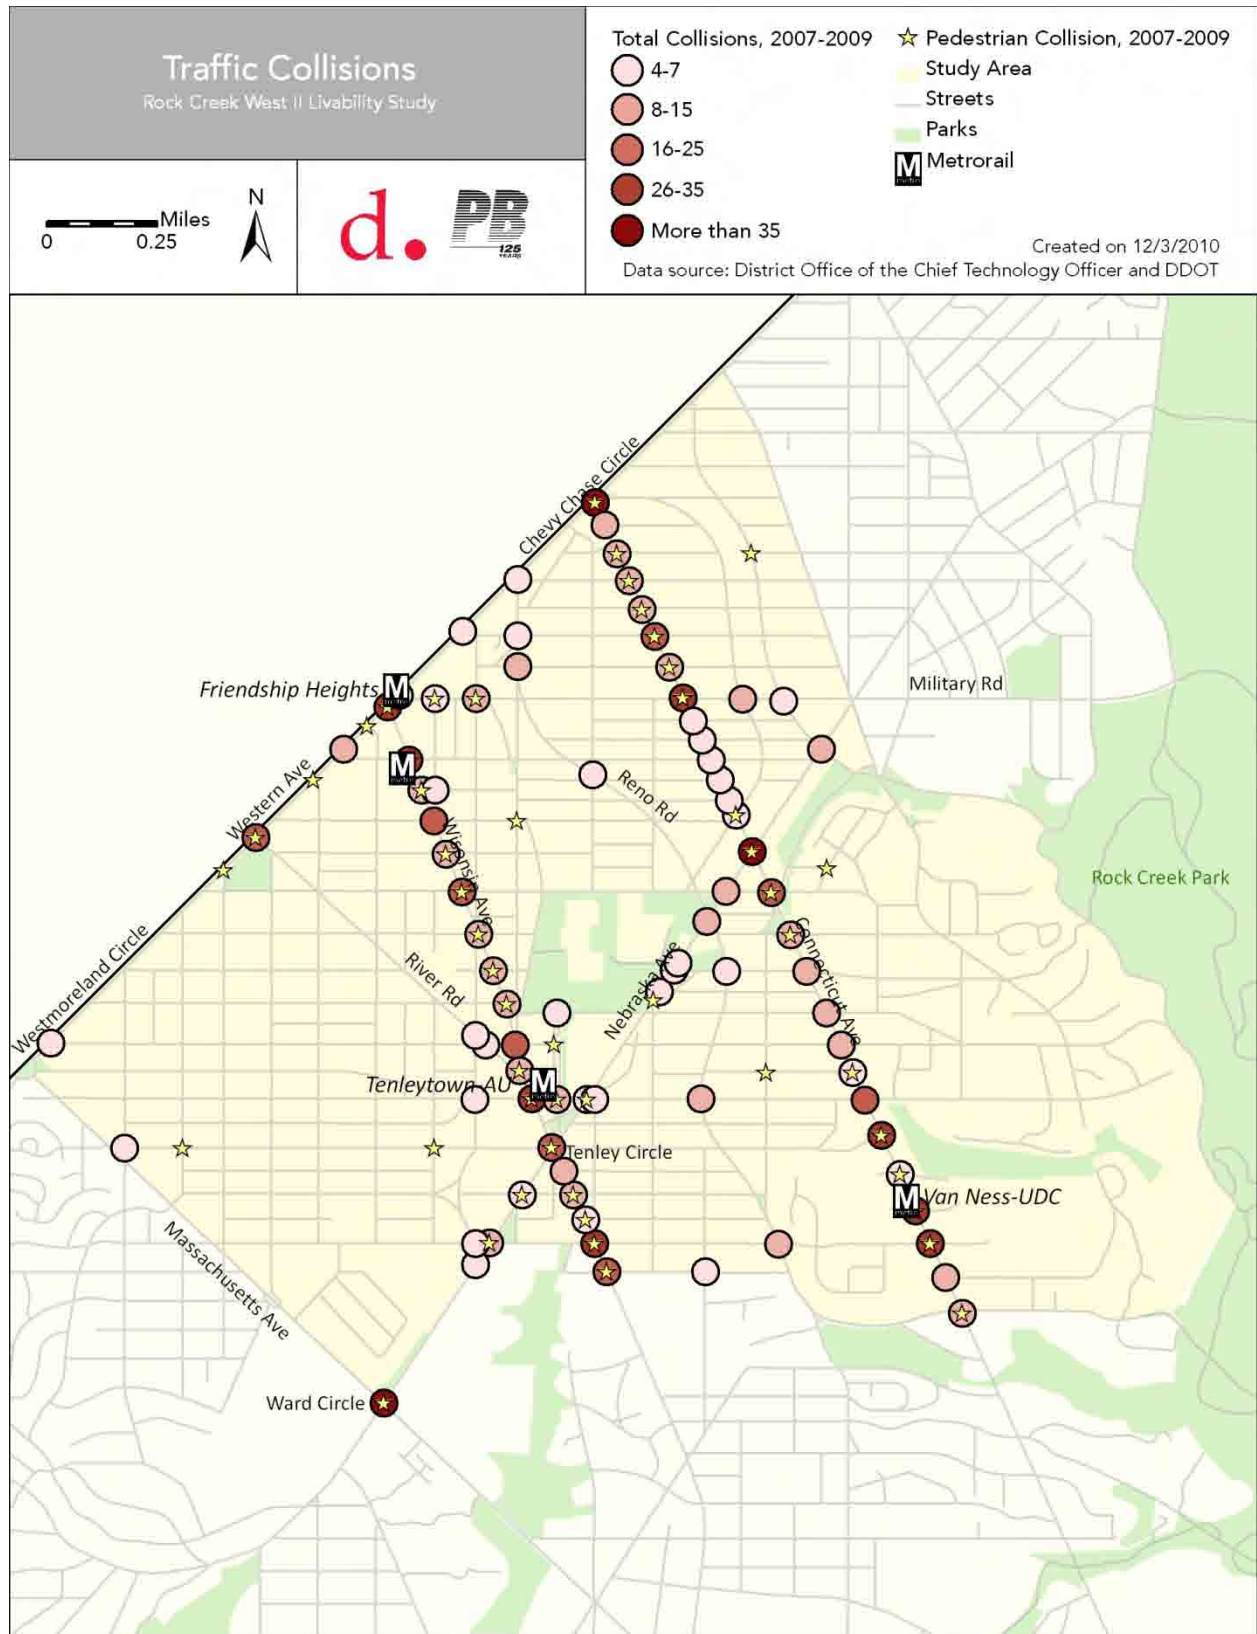 Traffic Collisions
Rock Creek West II Livability Study
N
Miles
0 0.25
d.
PB
125
YEARS
Total Collisions, 2007-2009
4-7
8-15
16-25
26-35
More than 35
Pedestrian Collision, 2007-2009
Study Area
Streets
Parks
M
Metrorail
Created on 12/3/2010
Data source: District Office of the Chief Technology Officer and DDOT
Chevy Chase Circle
Friendship Heights
M
Military Rd
M
Western Ave
Reno Rd
Wisonsin Ave
Rock Creek Park
Connecticut Ave
Westmoreland Circle
River Rd
Nebraska Ave
Tenleytown-AU
M
Tenley Circle
M
Van Ness-UDC
Massachusetts Ave
Ward Circle